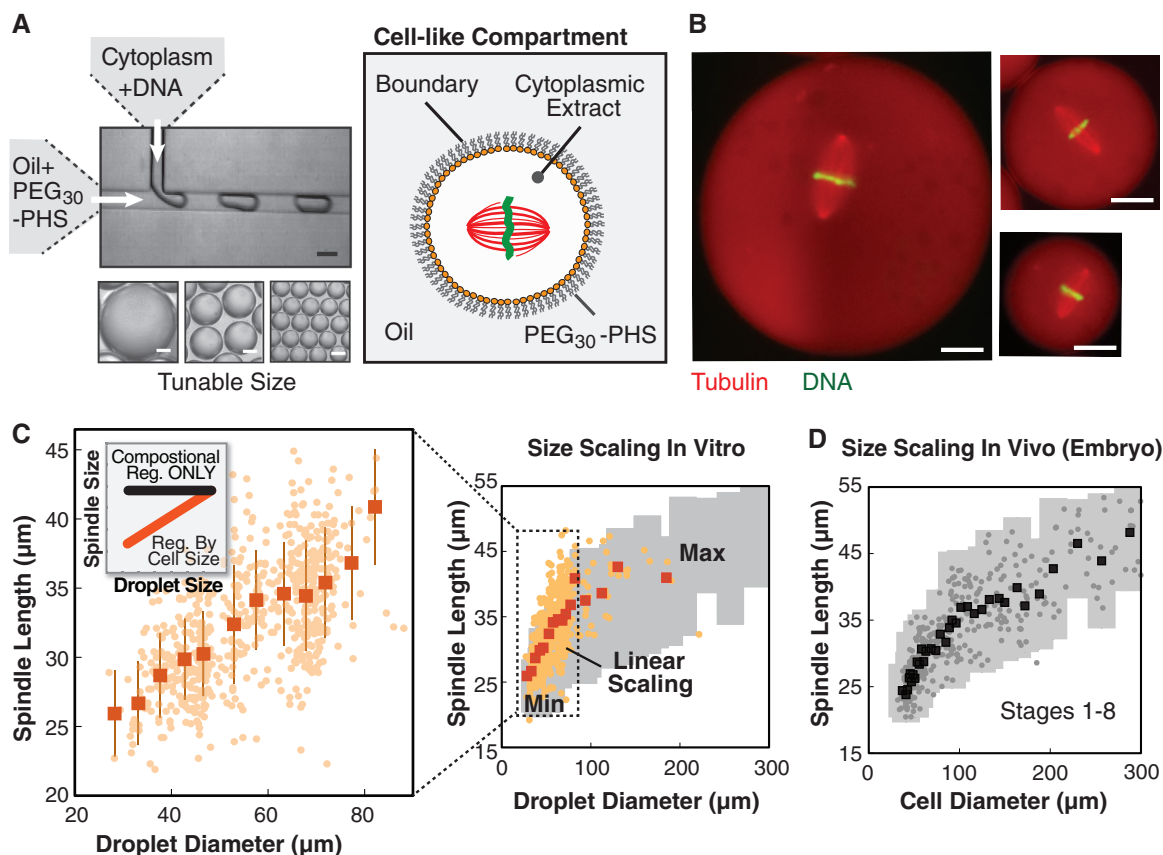 A
Cytoplasm
+DNA
Oil+
PEG30
-PHS
Tunable Size
Cell-like Compartment
Boundary
Cytoplasmic
Extract
Oil
PEG30-PHS
B
Tubulin DNA
C
45
40
35
30
25
20
Spindle Length (µm)
20 40 60 80
Droplet Diameter (µm)
Compostional
Reg. ONLY
Reg. By
Cell Size
Spindle Size
Droplet Size
Size Scaling In Vitro
55
45
35
25
15
Spindle Length (µm)
Max
Linear
Scaling
Min
0 100 200 300
Droplet Diameter (µm)
D
Size Scaling In Vivo (Embryo)
55
45
35
25
15
Spindle Length (µm)
Stages 1-8
0 100 200 300
Cell Diameter (µm)